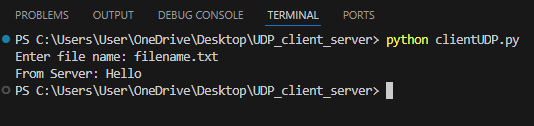 PROBLEMS OUTPUT DEBUG CONSOLE TERMINAL PORTS
PS C:\Users\User\OneDrive\Desktop\UDP_client_server> python clientUDP.py
Enter file name: filename.txt
From Server: Hello
PS C:\Users\User\OneDrive\Desktop\UDP_client_server>